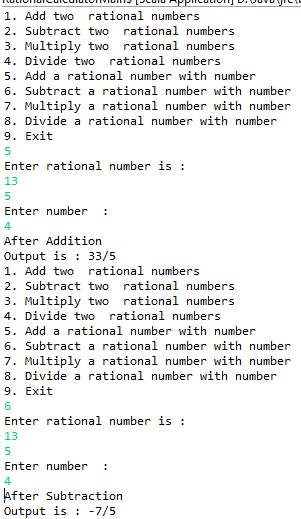 1. Add two  rational numbers
2. Subtract two  rational numbers
3. Multiply two  rational numbers
4. Divide two  rational numbers
5. Add a rational number with number
6. Subtract a rational number with number
7. Multiply a rational number with number
8. Divide a rational number with number
9. Exit
5
Enter rational number is :
13
5
Enter number  :
4
After Addition
Output is : 33/5
1. Add two  rational numbers
2. Subtract two  rational numbers
3. Multiply two  rational numbers
4. Divide two  rational numbers
5. Add a rational number with number
6. Subtract a rational number with number
7. Multiply a rational number with number
8. Divide a rational number with number
9. Exit
6
Enter rational number is :
13
5
Enter number  :
4
After Subtraction
Output is : -7/5